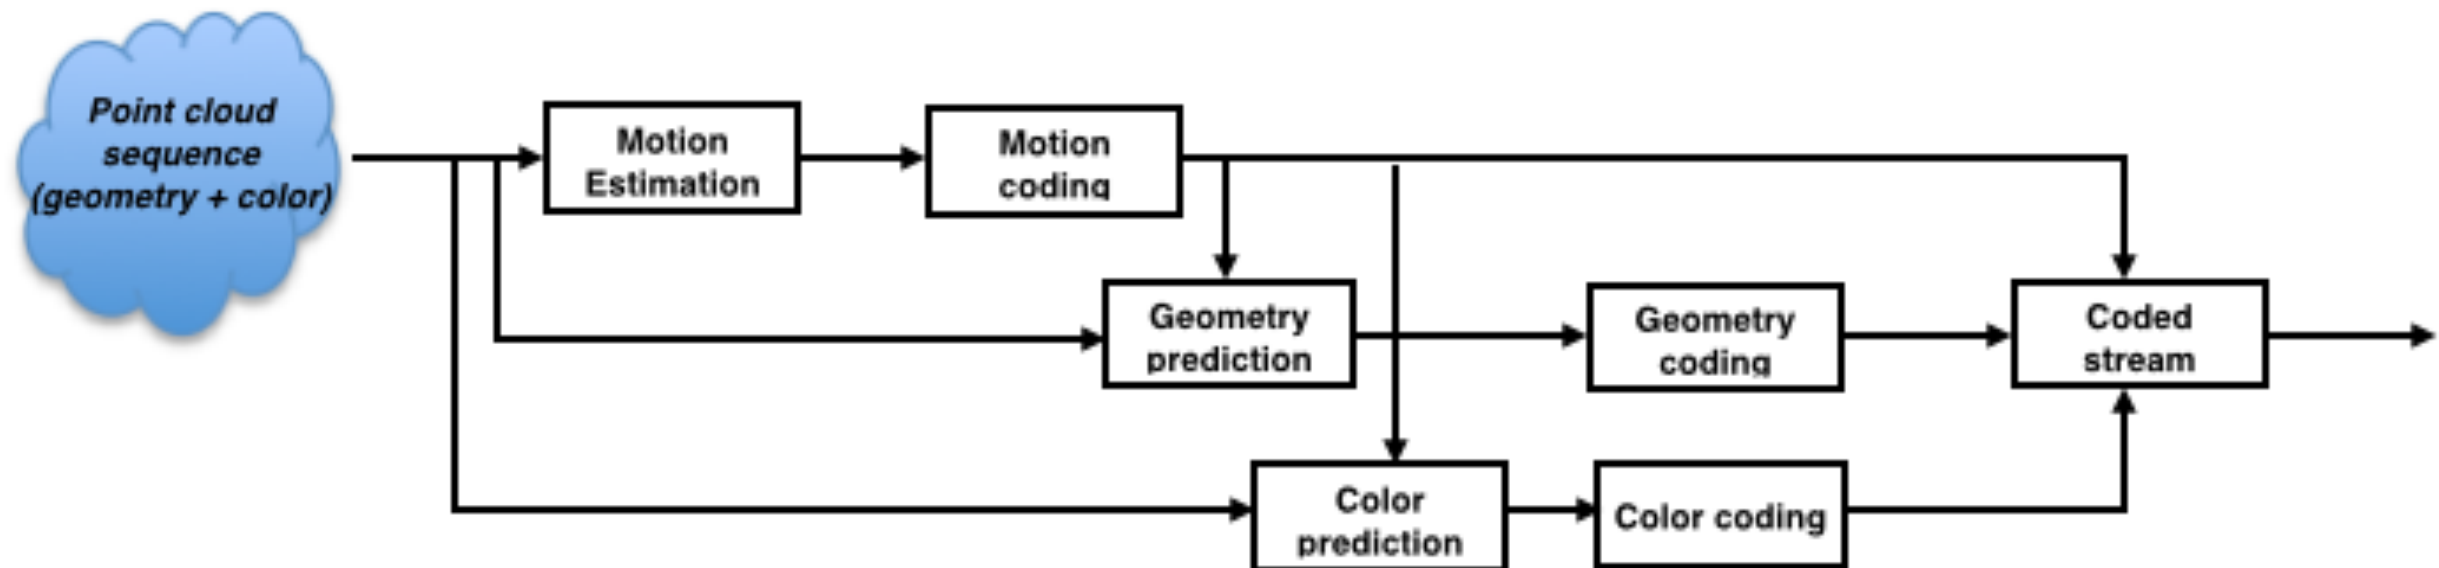 Point cloud
sequence
(geometry + color)
Motion
Estimation
Motion
coding
Geometry
prediction
Geometry
coding
Coded
stream
Color
prediction
Color coding